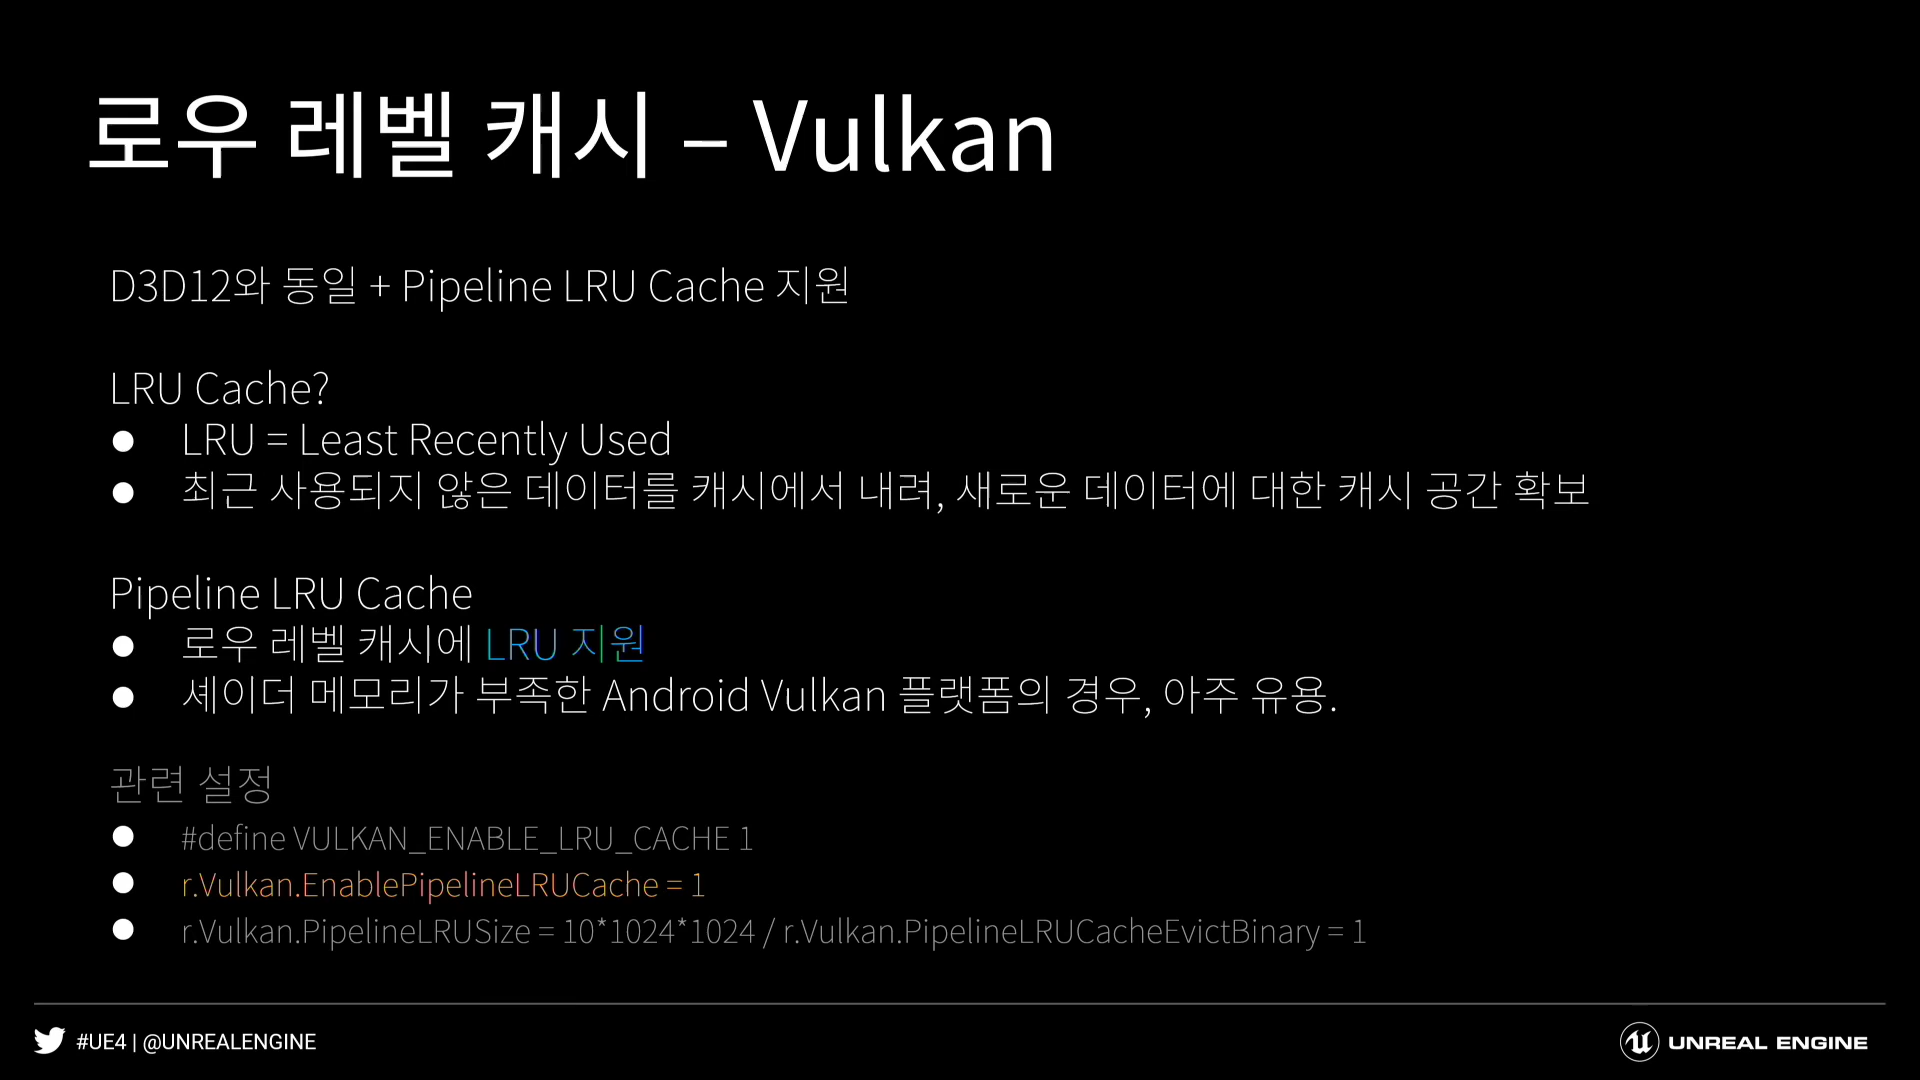 로우 레벨 캐시 – Vulkan
D3D12와 동일 + Pipeline LRU Cache 지원
LRU Cache?
● LRU = Least Recently Used
● 최근 사용되지 않은 데이터를 캐시에서 내려, 새로운 데이터에 대한 캐시 공간 확보
Pipeline LRU Cache
● 로우 레벨 캐시에 LRU 지원
● 셰이더 메모리가 부족한 Android Vulkan 플랫폼의 경우, 아주 유용.
관련 설정
● #define VULKAN_ENABLE_LRU_CACHE 1
● r.Vulkan.EnablePipelineLRUCache = 1
● r.Vulkan.PipelineLRUSize = 10*1024*1024 / r.Vulkan.PipelineLRUCacheEvictBinary = 1
#UE4 | @UNREALENGINE
UNREAL ENGINE